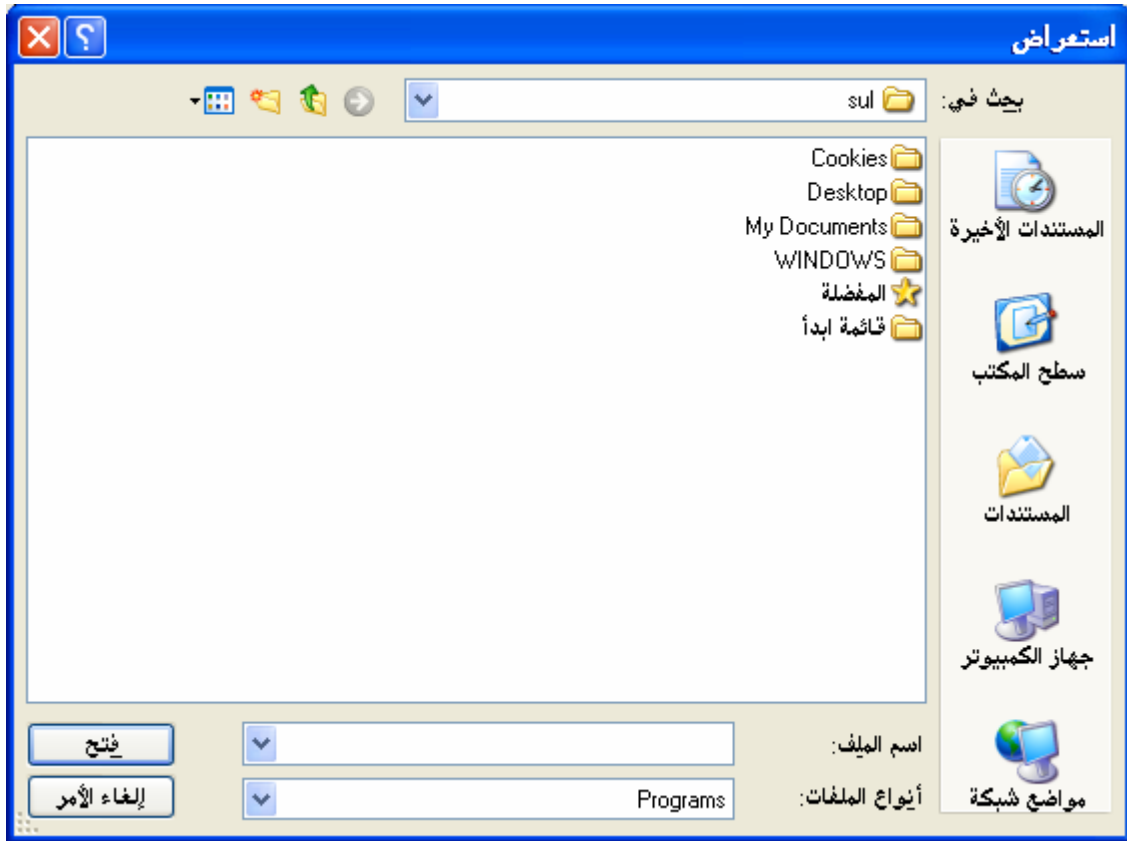 استعراض
بحث في:
sul
Cookies
Desktop
My Documents
WINDOWS
المفضلة
قائمة ابدأ
المستندات الأخيرة
سطح المكتب
المستندات
جهاز الكمبيوتر
مواضع شبكة
اسم الملف:
فتح
أنواع الملفات:
Programs
إلغاء الأمر